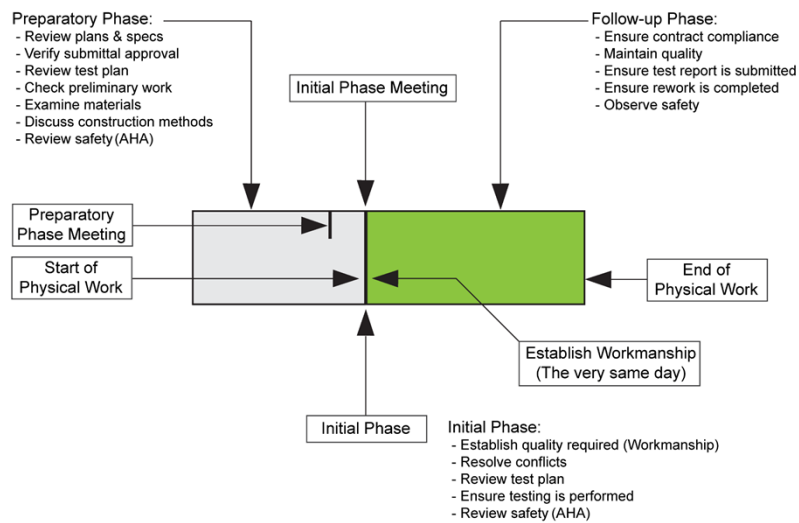 Preparatory Phase:
- Review plans & specs
- Verify submittal approval
- Review test plan
- Check preliminary work
- Examine materials
- Discuss construction methods
- Review safety (AHA)
Initial Phase Meeting
Follow-up Phase:
- Ensure contract compliance
- Maintain quality
- Ensure test report is submitted
- Ensure rework is completed
- Observe safety
Preparatory
Phase Meeting
Start of
Physical Work
End of
Physical Work
Establish Workmanship
(The very same day)
Initial Phase
Initial Phase:
- Establish quality required (Workmanship)
- Resolve conflicts
- Review test plan
- Ensure testing is performed
- Review safety (AHA)